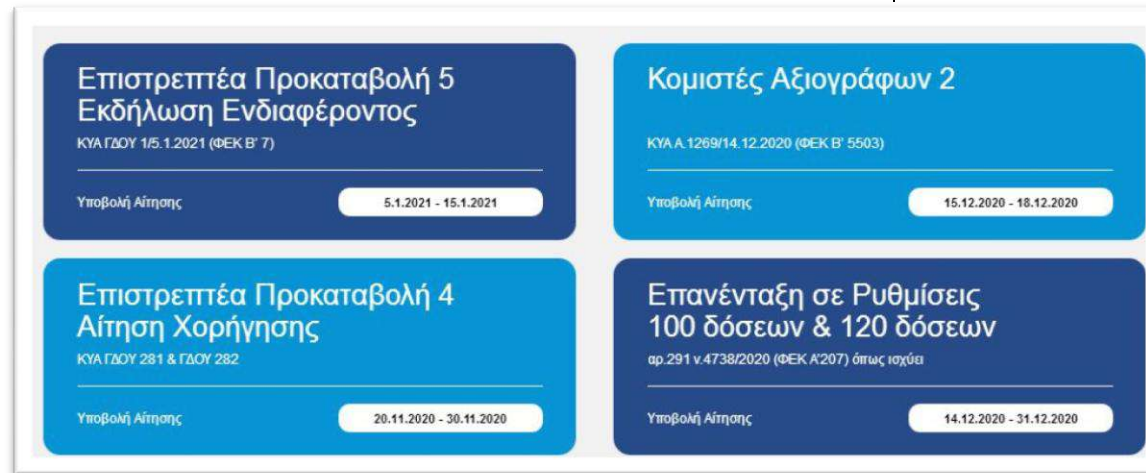 Επιστρεπτέα Προκαταβολή 5
Εκδήλωση Ενδιαφέροντος
ΚΥΑ ΓΔΟΥ 1/5.1.2021 (ΦΕΚ Β' 7)
Υποβολή Αίτησης
5.1.2021 - 15.1.2021
Κομιστές Αξιογράφων 2
ΚΥΑ Α.1269/14.12.2020 (ΦΕΚ Β' 5503)
Υποβολή Αίτησης
15.12.2020 - 18.12.2020
Επιστρεπτέα Προκαταβολή 4
Αίτηση Χορήγησης
ΚΥΑ ΓΔΟΥ 281 & ΓΔΟΥ 282
Υποβολή Αίτησης
20.11.2020 - 30.11.2020
Επανένταξη σε Ρυθμίσεις
100 δόσεων & 120 δόσεων
αρ.291 ν.4738/2020 (ΦΕΚ Α'207) όπως ισχύει
Υποβολή Αίτησης
14.12.2020 - 31.12.2020